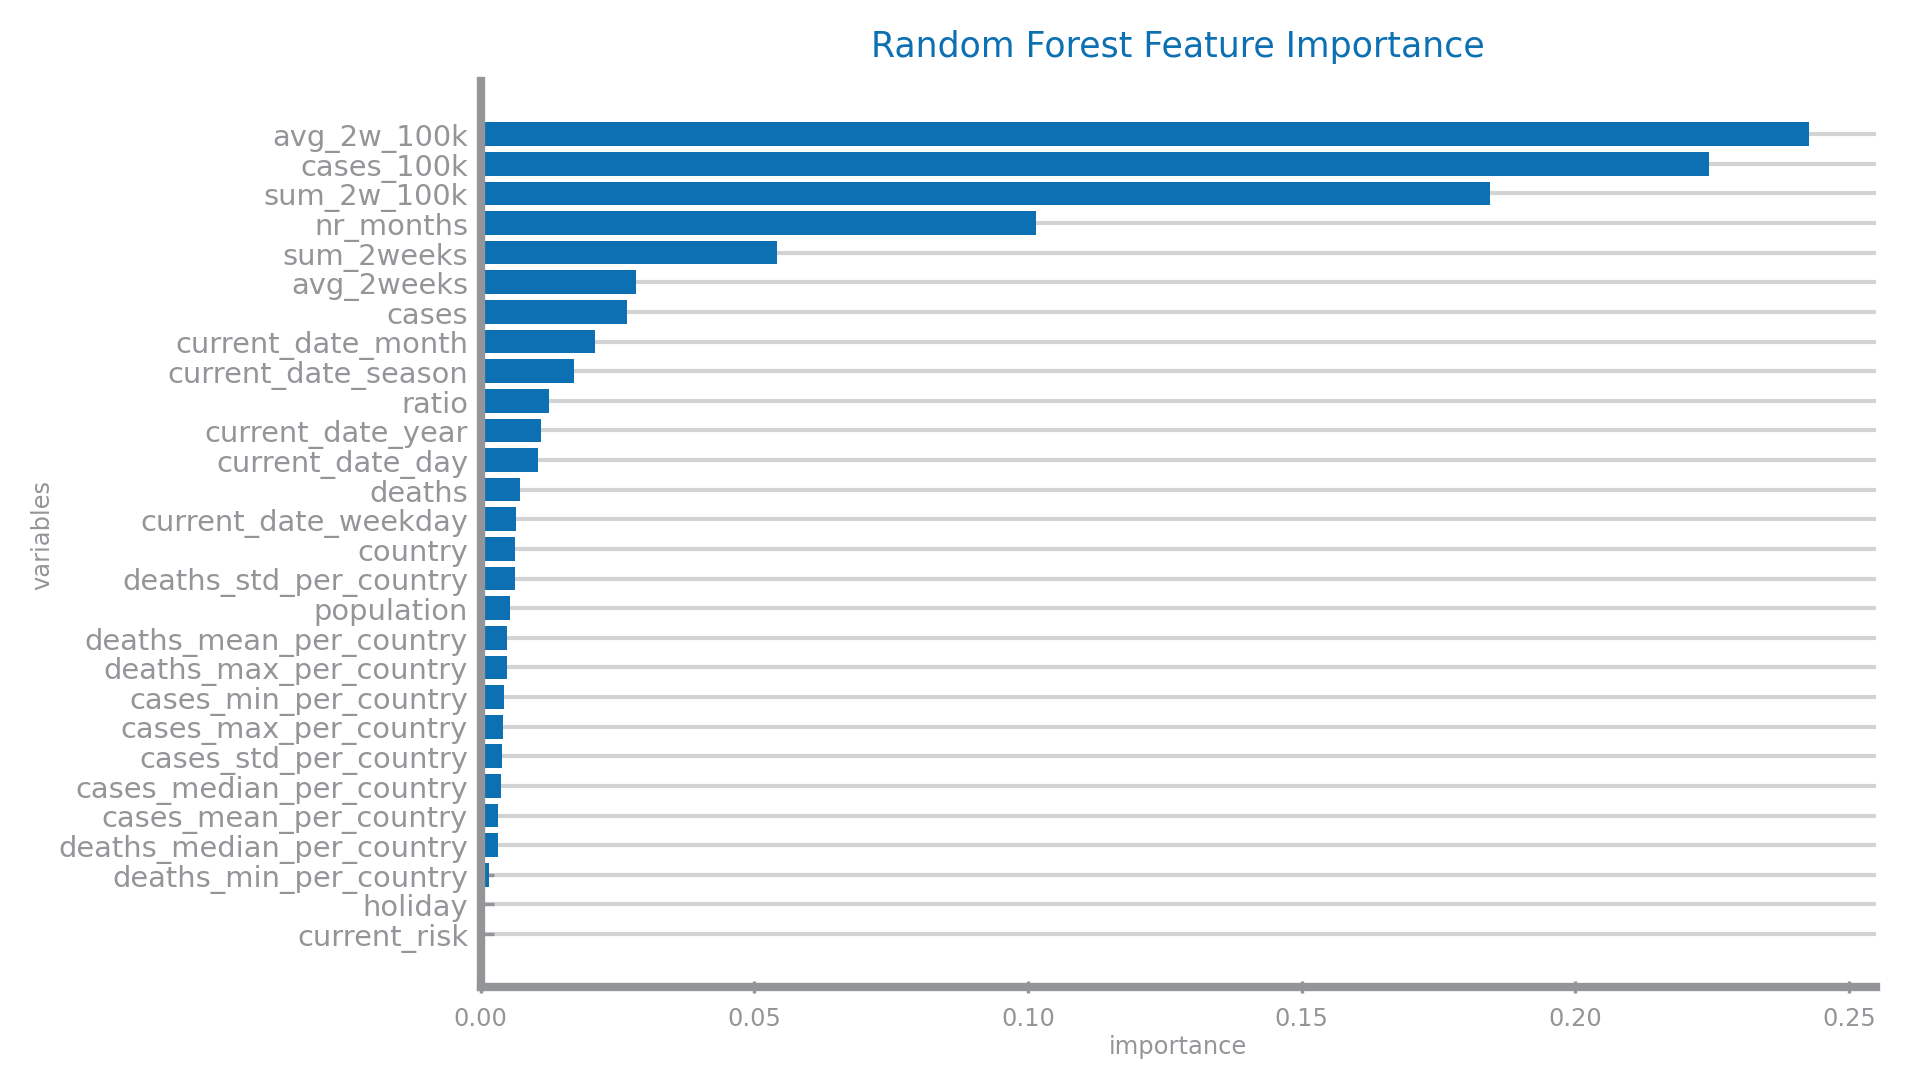 Random Forest Feature Importance
avg_2w_100k
cases_100k
sum_2w_100k
nr_months
sum_2weeks
avg_2weeks
cases
current_date_month
current_date_season
ratio
current_date_year
current_date_day
deaths
current_date_weekday
country
deaths_std_per_country
population
deaths_mean_per_country
deaths_max_per_country
cases_min_per_country
cases_max_per_country
cases_std_per_country
cases_median_per_country
cases_mean_per_country
deaths_median_per_country
deaths_min_per_country
holiday
current_risk
variables
0.00 0.05 0.10 0.15 0.20 0.25
importance